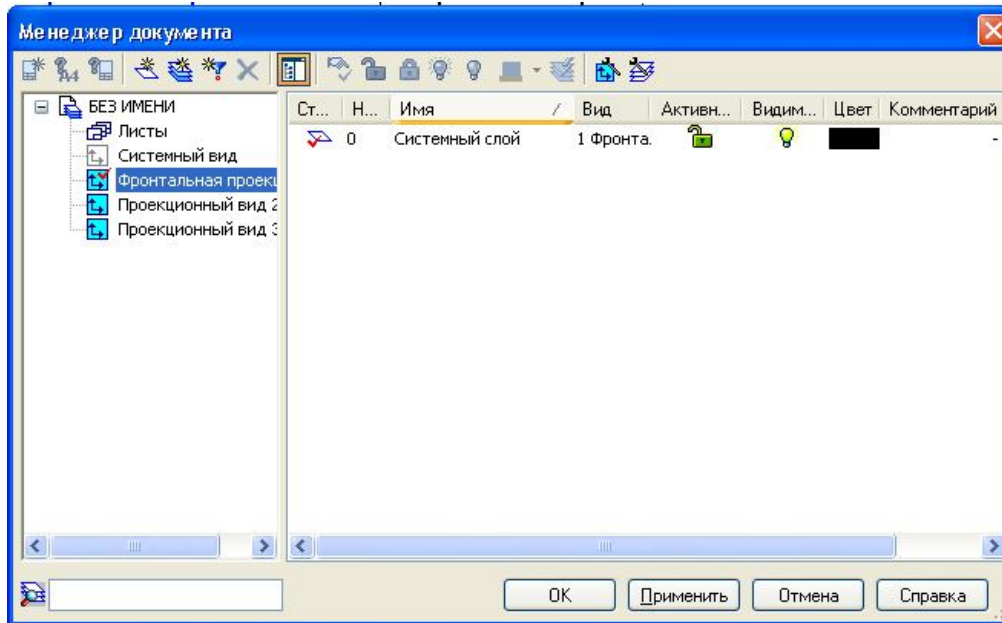 Менеджер документа
БЕЗ ИМЕНИ
Листы
Системный вид
Фронтальная проекц
Проекционный вид 2
Проекционный вид 3
Ст... Н... Имя / Вид Активн... Видим... Цвет Комментарий
0 Системный слой 1 Фронта. -
OK Применить Отмена Справка